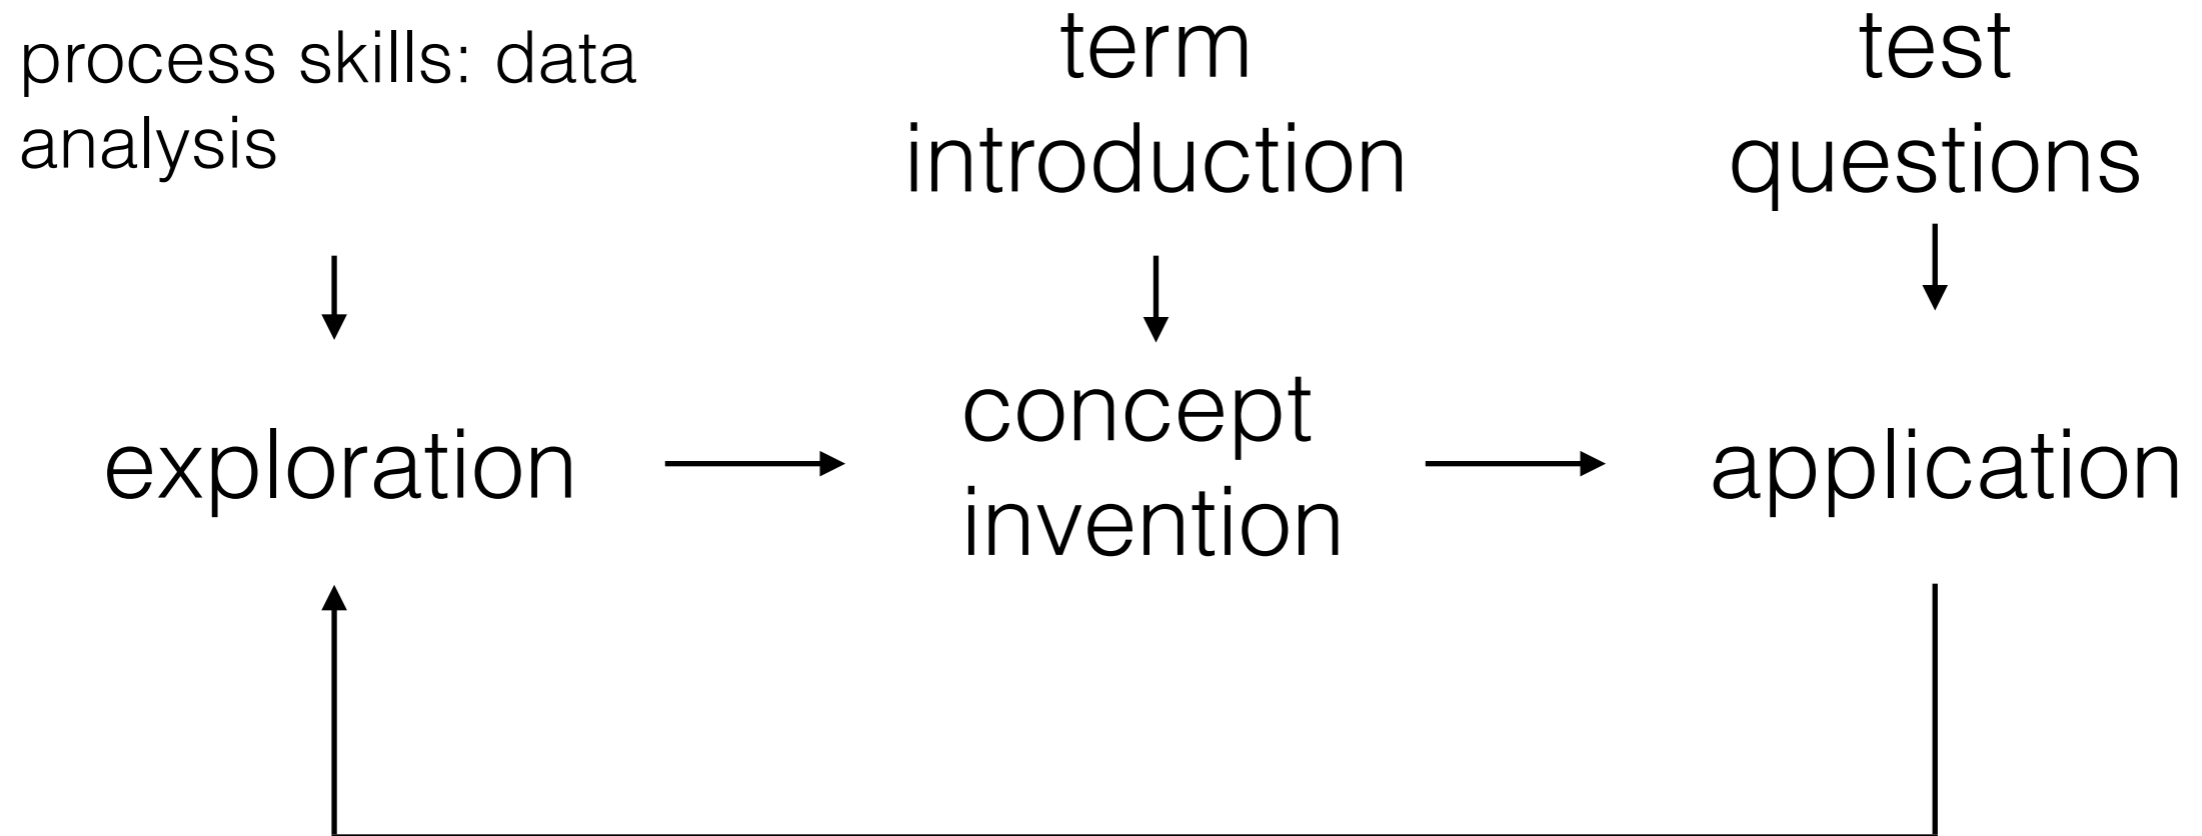 process skills: data
analysis
term
introduction
test
questions
exploration
concept
invention
application